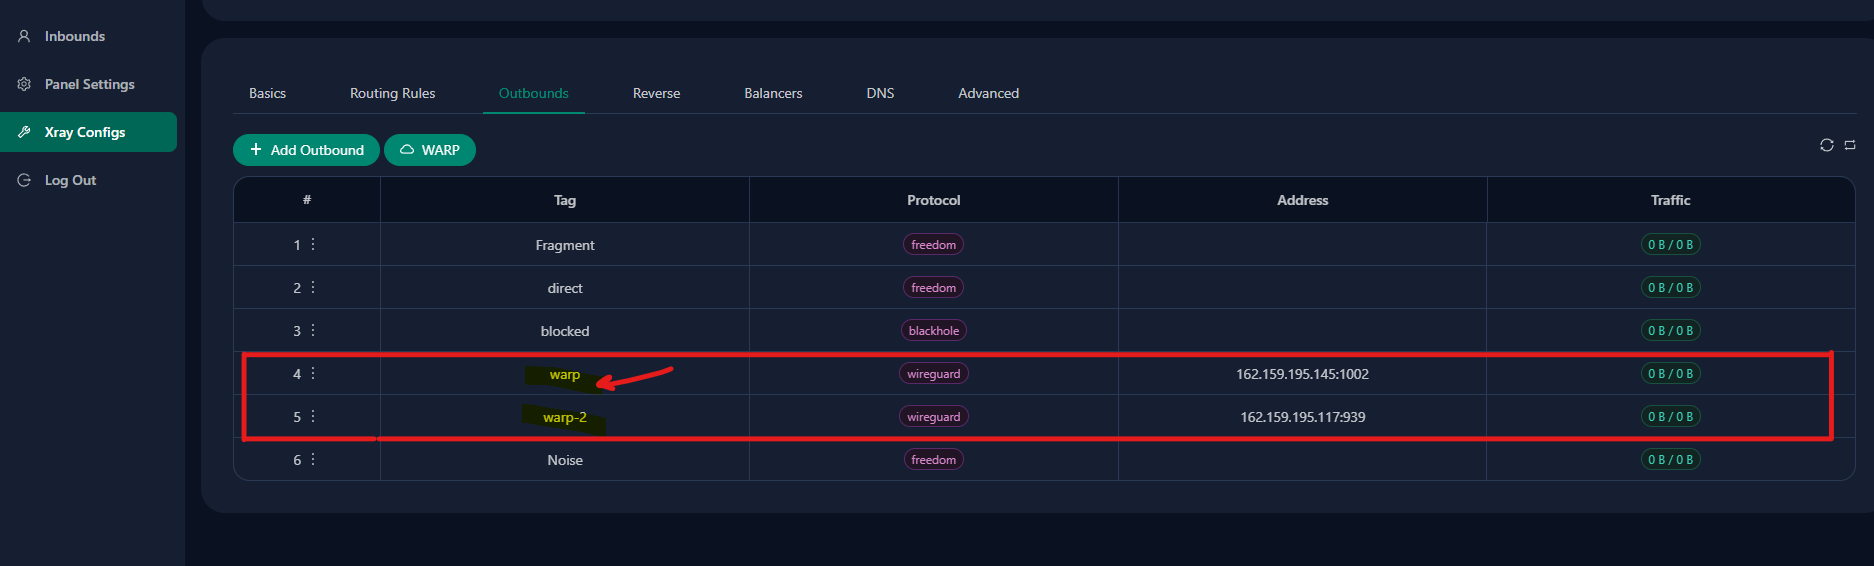 Inbounds
Panel Settings
Xray Configs
Log Out
Basics Routing Rules Outbounds Reverse Balancers DNS Advanced
+ Add Outbound WARP
# Tag Protocol Address Traffic
1 Fragment freedom 0 B / 0 B
2 direct freedom 0 B / 0 B
3 blocked blackhole 0 B / 0 B
4 warp wireguard 162.159.195.145:1002 0 B / 0 B
5 warp-2 wireguard 162.159.195.117:939 0 B / 0 B
6 Noise freedom 0 B / 0 B